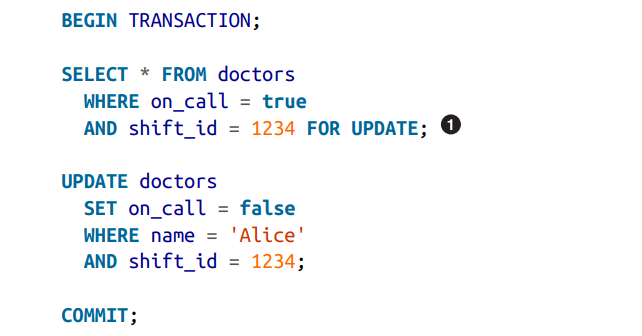 BEGIN TRANSACTION;
SELECT * FROM doctors
WHERE on_call = true
AND shift_id = 1234 FOR UPDATE; ❶
UPDATE doctors
SET on_call = false
WHERE name = 'Alice'
AND shift_id = 1234;
COMMIT;